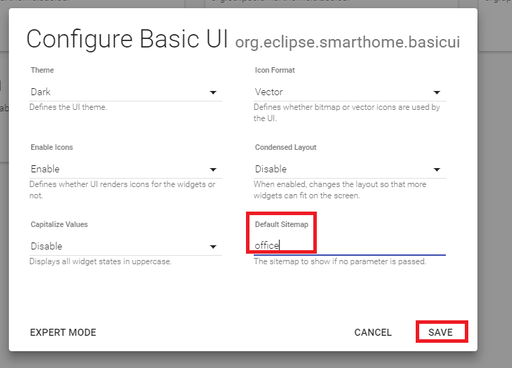 Configure Basic UI org.eclipse.smarthome.basicui
Theme
Dark
Defines the UI theme.
Icon Format
Vector
Defines whether bitmap or vector icons are used by
the UI.
Enable Icons
Enable
Defines whether UI renders icons for the widgets or
not.
Condensed Layout
Disable
When enabled, changes the layout so that more
widgets can fit on the screen.
Capitalize Values
Disable
Displays all widget states in uppercase.
Default Sitemap
office
The sitemap to show if no parameter is passed.
EXPERT MODE
CANCEL
SAVE